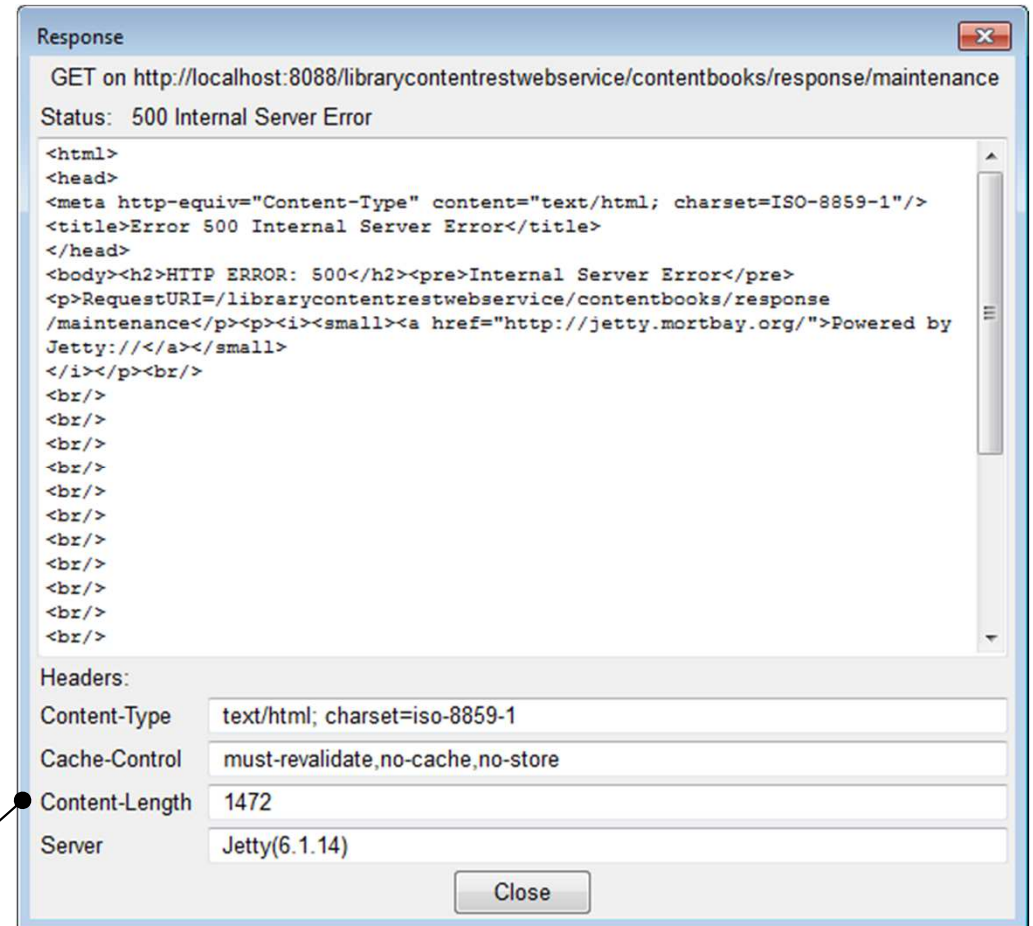 Response
GET on http://localhost:8088/librarycontentrestwebservice/contentbooks/response/maintenance
Status: 500 Internal Server Error
<html>
<head>
<meta http-equiv="Content-Type" content="text/html; charset=ISO-8859-1"/>
<title>Error 500 Internal Server Error</title>
</head>
<body><h2>HTTP ERROR: 500</h2><pre>Internal Server Error</pre>
<p>RequestURI=/librarycontentrestwebservice/contentbooks/response
/maintenance</p><p><i><small><a href="http://jetty.mortbay.org/">Powered by
Jetty://</a></small>
</i></p><br/>
<br/>
<br/>
<br/>
<br/>
<br/>
<br/>
<br/>
<br/>
<br/>
<br/>
<br/>
Headers:
Content-Type text/html; charset=iso-8859-1
Cache-Control must-revalidate,no-cache,no-store
Content-Length 1472
Server Jetty(6.1.14)
Close